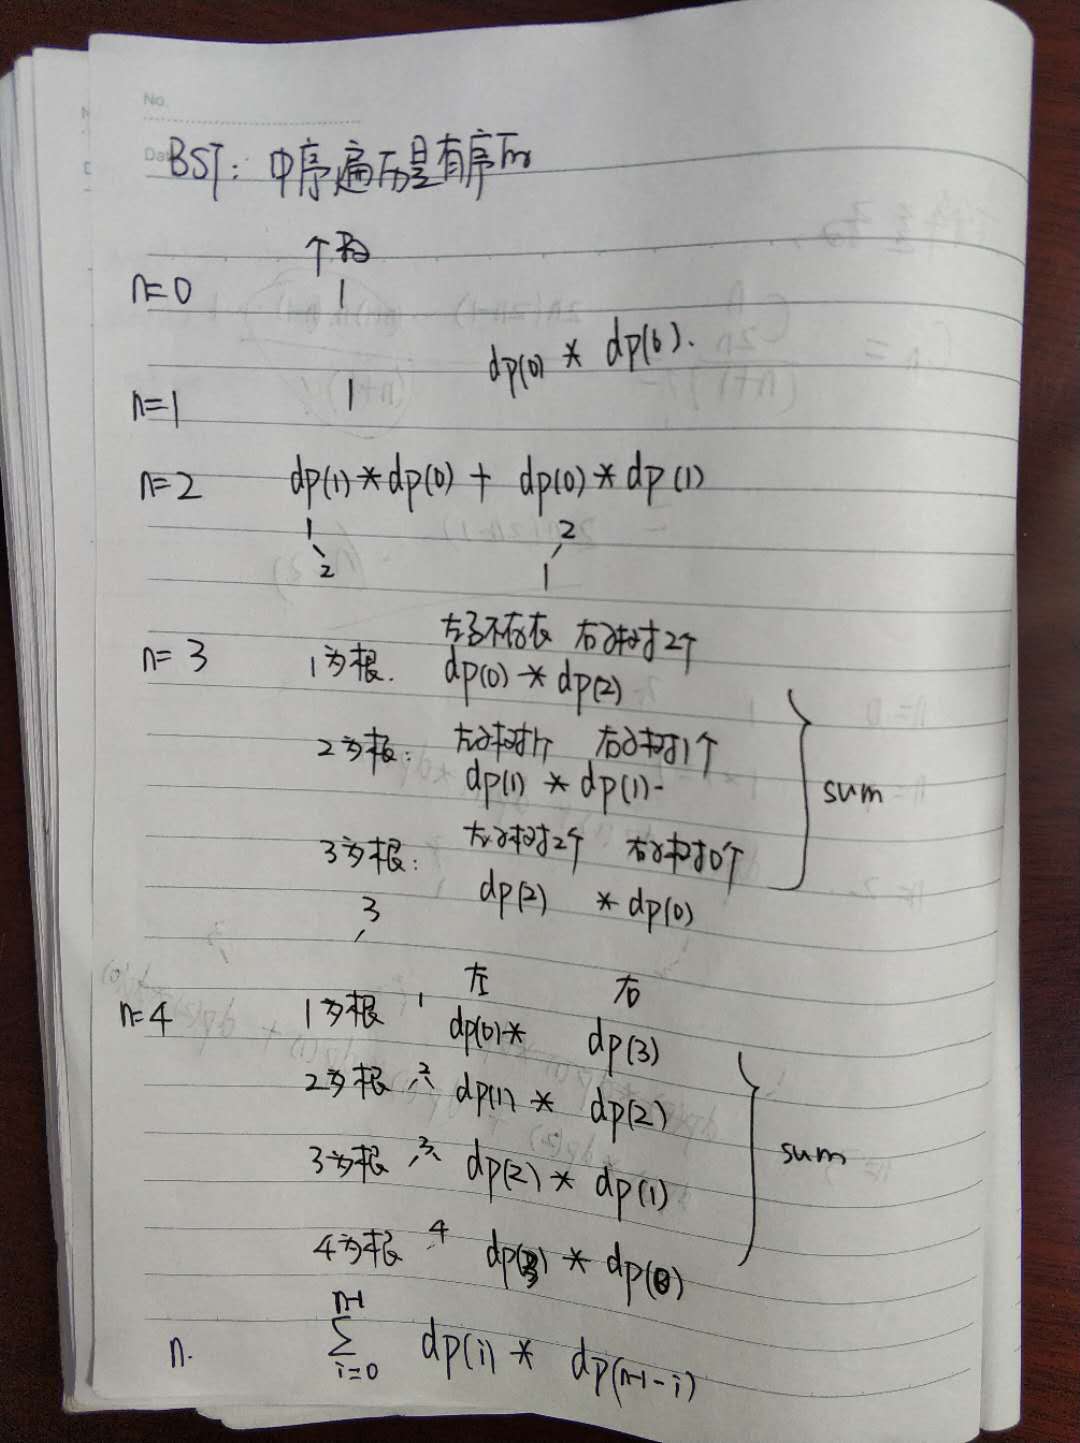 No.
Da
BST: 中序遍历是有序的
个数
n=0 1
dp(0) * dp(0).
n=1 1
n=2 dp(1)*dp(0) + dp(0)*dp(1)
1 2
2 1
左子不存在 右子树2个
n=3 1为根. dp(0)*dp(2)
左子树1个 右子树1个
2为根: dp(1) * dp(1)
sum
左子树2个 右子树0个
3为根: dp(2) * dp(0)
3
左 右
n=4 1为根 1 dp(0)* dp(3)
2为根 2 dp(1) * dp(2)
3为根 3 dp(2) * dp(1)
sum
4为根 4 dp(3) * dp(0)
n. n-1 ∑ i=0 dp(i) * dp(n-1-i)